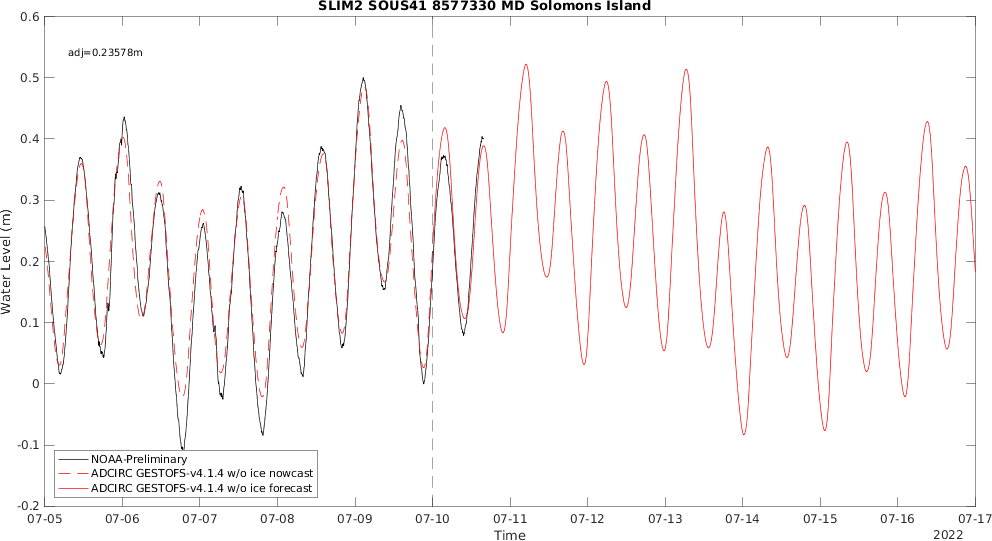 SLIM2 SOUS41 8577330 MD Solomons Island
adj=0.23578m
0.6
0.5
0.4
0.3
0.2
0.1
0
-0.1
-0.2
Water Level (m)
NOAA-Preliminary
ADCIRC GESTOFS-v4.1.4 w/o ice nowcast
ADCIRC GESTOFS-v4.1.4 w/o ice forecast
07-05 07-06 07-07 07-08 07-09 07-10 07-11 07-12 07-13 07-14 07-15 07-16 07-17
Time
2022